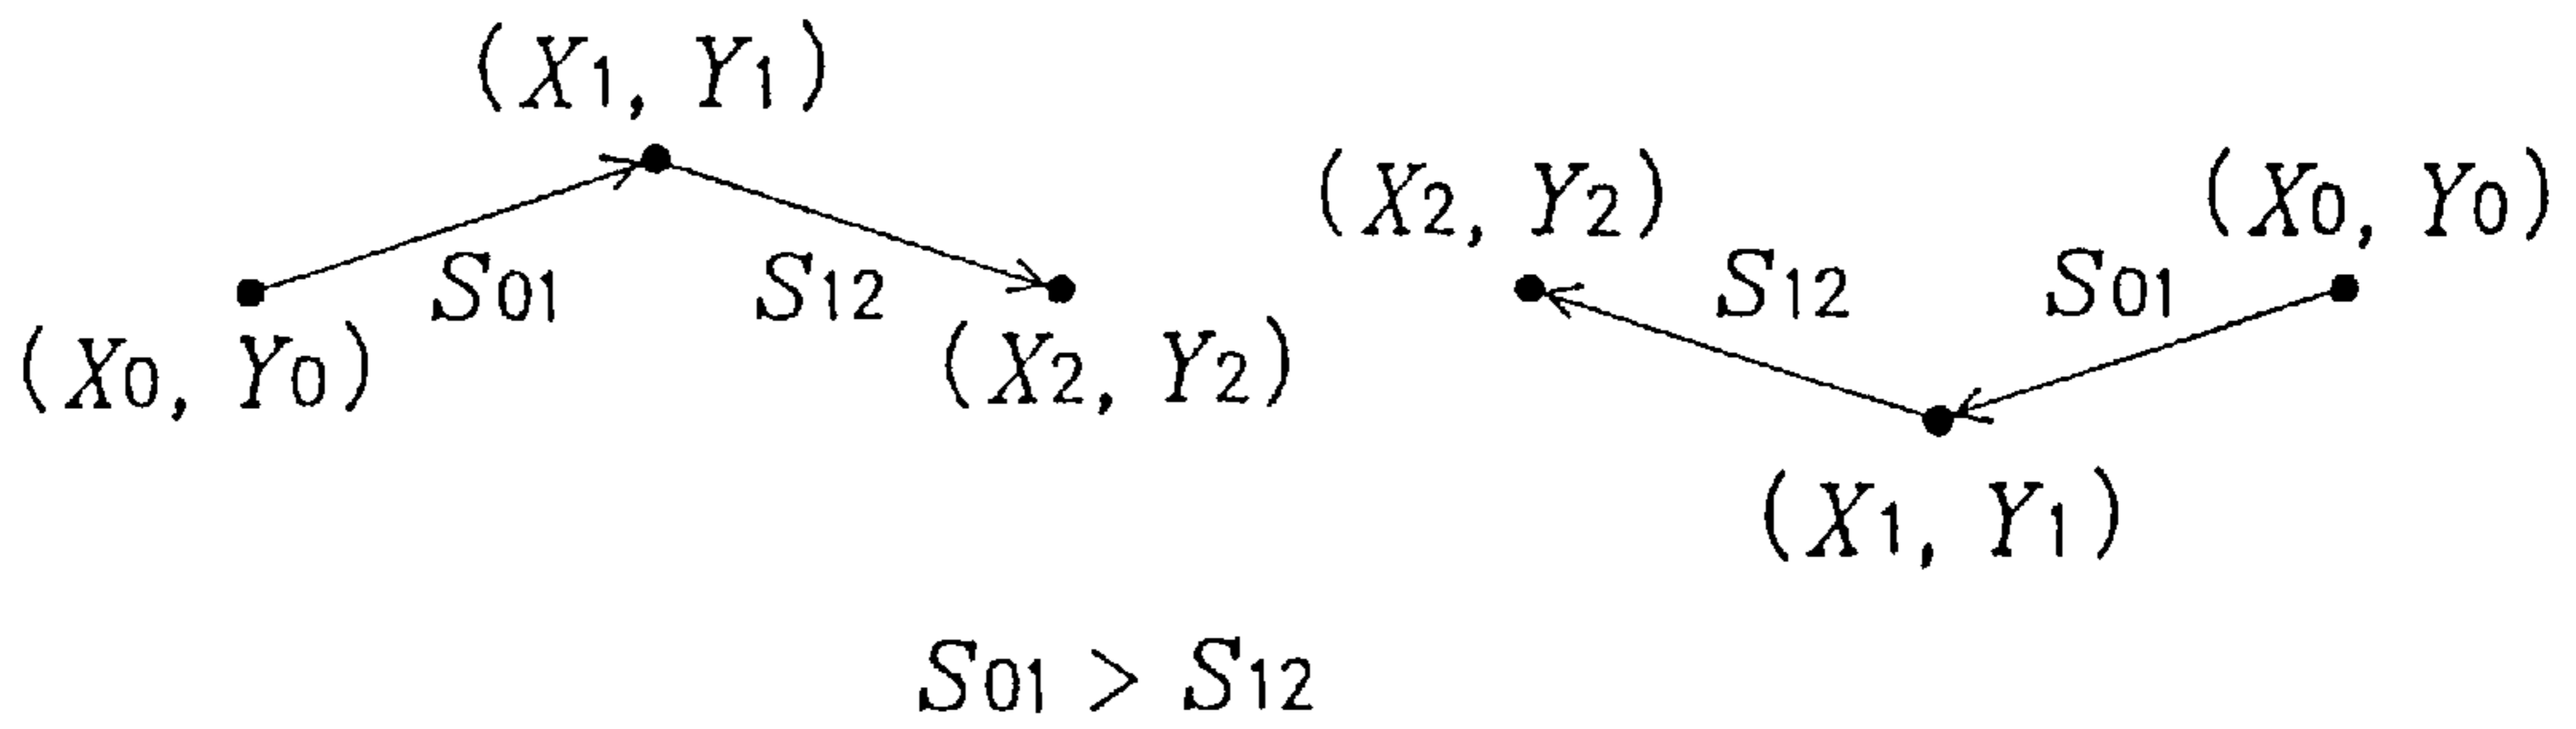 (X1, Y1)
S01 S12
(X0, Y0)
(X2, Y2)
(X2, Y2)
(X0, Y0)
S12 S01
(X1, Y1)
S01 > S12